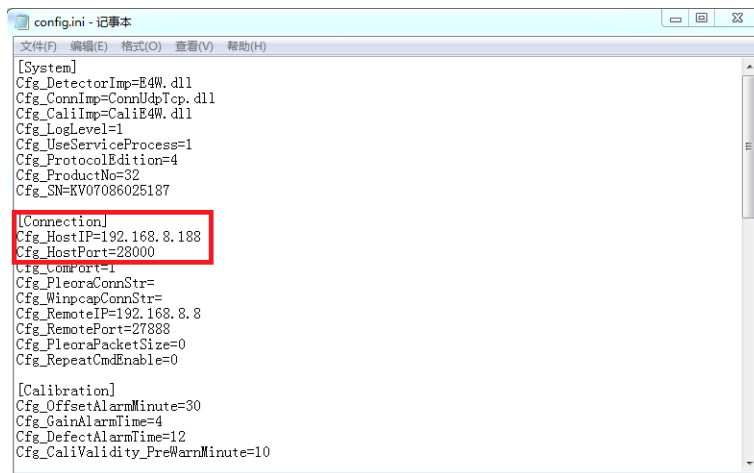 config.ini - 记事本
文件(F) 编辑(E) 格式(O) 查看(V) 帮助(H)
[System]
Cfg_DetectorImp=E4W.dll
Cfg_ConnImp=ConnUdpTcp.dll
Cfg_CaliImp=CaliE4W.dll
Cfg_LogLevel=1
Cfg_UseServiceProcess=1
Cfg_ProtocolEdition=4
Cfg_ProductNo=32
Cfg_SN=KV07086025187
[Connection]
Cfg_HostIP=192.168.8.188
Cfg_HostPort=28000
Cfg_ComPort=1
Cfg_PleoraConnStr=
Cfg_WinpcapConnStr=
Cfg_RemoteIP=192.168.8.8
Cfg_RemotePort=27888
Cfg_PleoraPacketSize=0
Cfg_RepeatCmdEnable=0
[Calibration]
Cfg_OffsetAlarmMinute=30
Cfg_GainAlarmTime=4
Cfg_DefectAlarmTime=12
Cfg_CaliValidity_PreWarnMinute=10